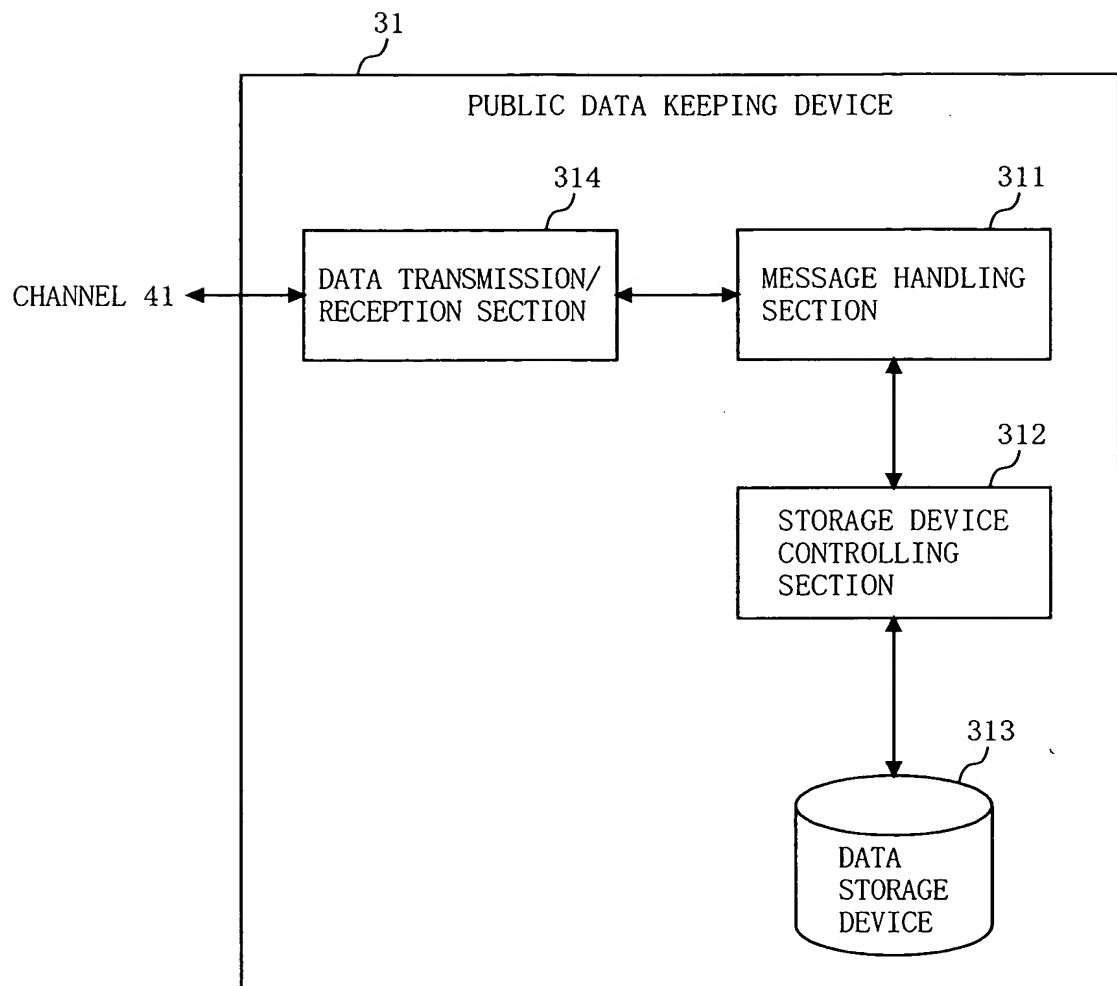 31
PUBLIC DATA KEEPING DEVICE
314
311
CHANNEL 41
DATA TRANSMISSION/
RECEPTION SECTION
MESSAGE HANDLING
SECTION
312
STORAGE DEVICE
CONTROLLING
SECTION
313
DATA
STORAGE
DEVICE